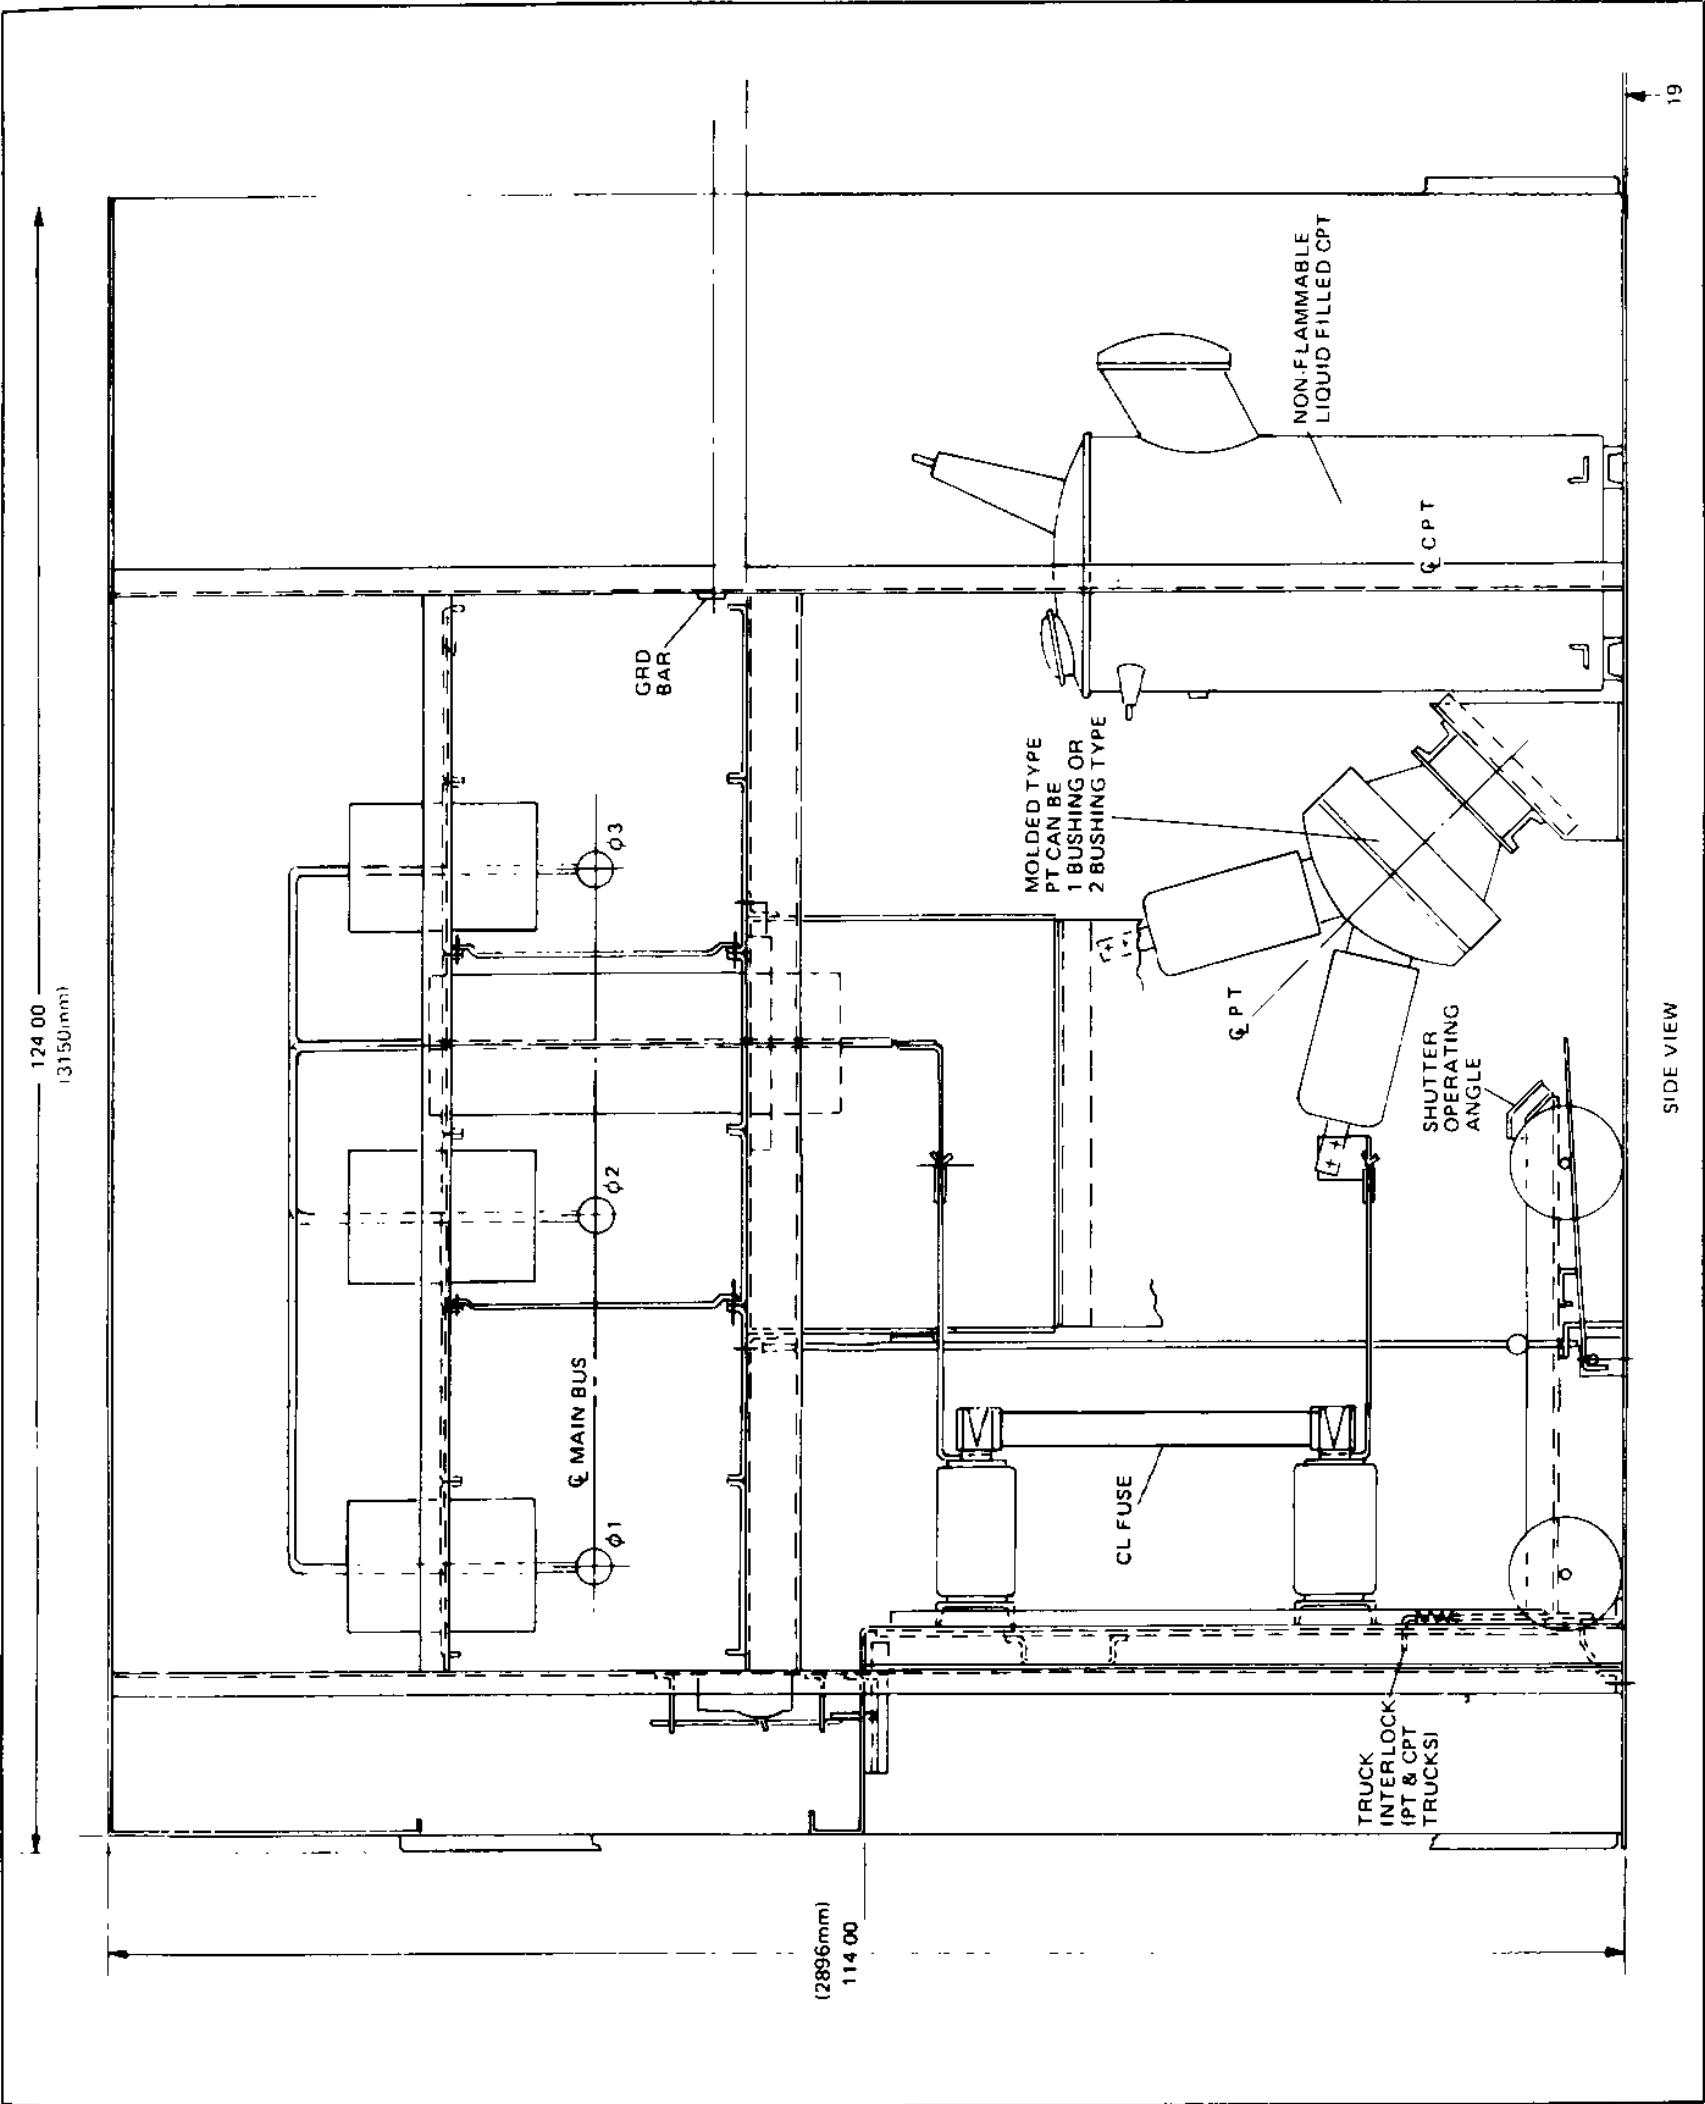 124 00
(3150mm)
(2896mm)
114 00
ϕ1
ϕ2
ϕ3
℄ MAIN BUS
GRD
BAR
MOLDED TYPE
PT CAN BE
1 BUSHING OR
2 BUSHING TYPE
NON-FLAMMABLE
LIQUID FILLED CPT
℄ CPT
℄ PT
SHUTTER
OPERATING
ANGLE
CL FUSE
TRUCK
INTERLOCK
(PT & CPT
TRUCKS)
SIDE VIEW
19